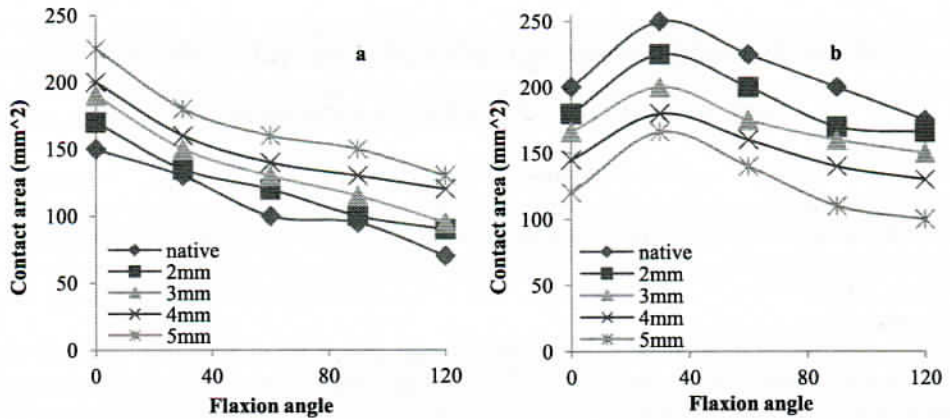 250
200
150
100
50
0
Contact area (mm^2)
a
native
2mm
3mm
4mm
5mm
0 40 80 120
Flaxion angle
250
200
150
100
50
0
Contact area (mm^2)
b
native
2mm
3mm
4mm
5mm
0 40 80 120
Flaxion angle